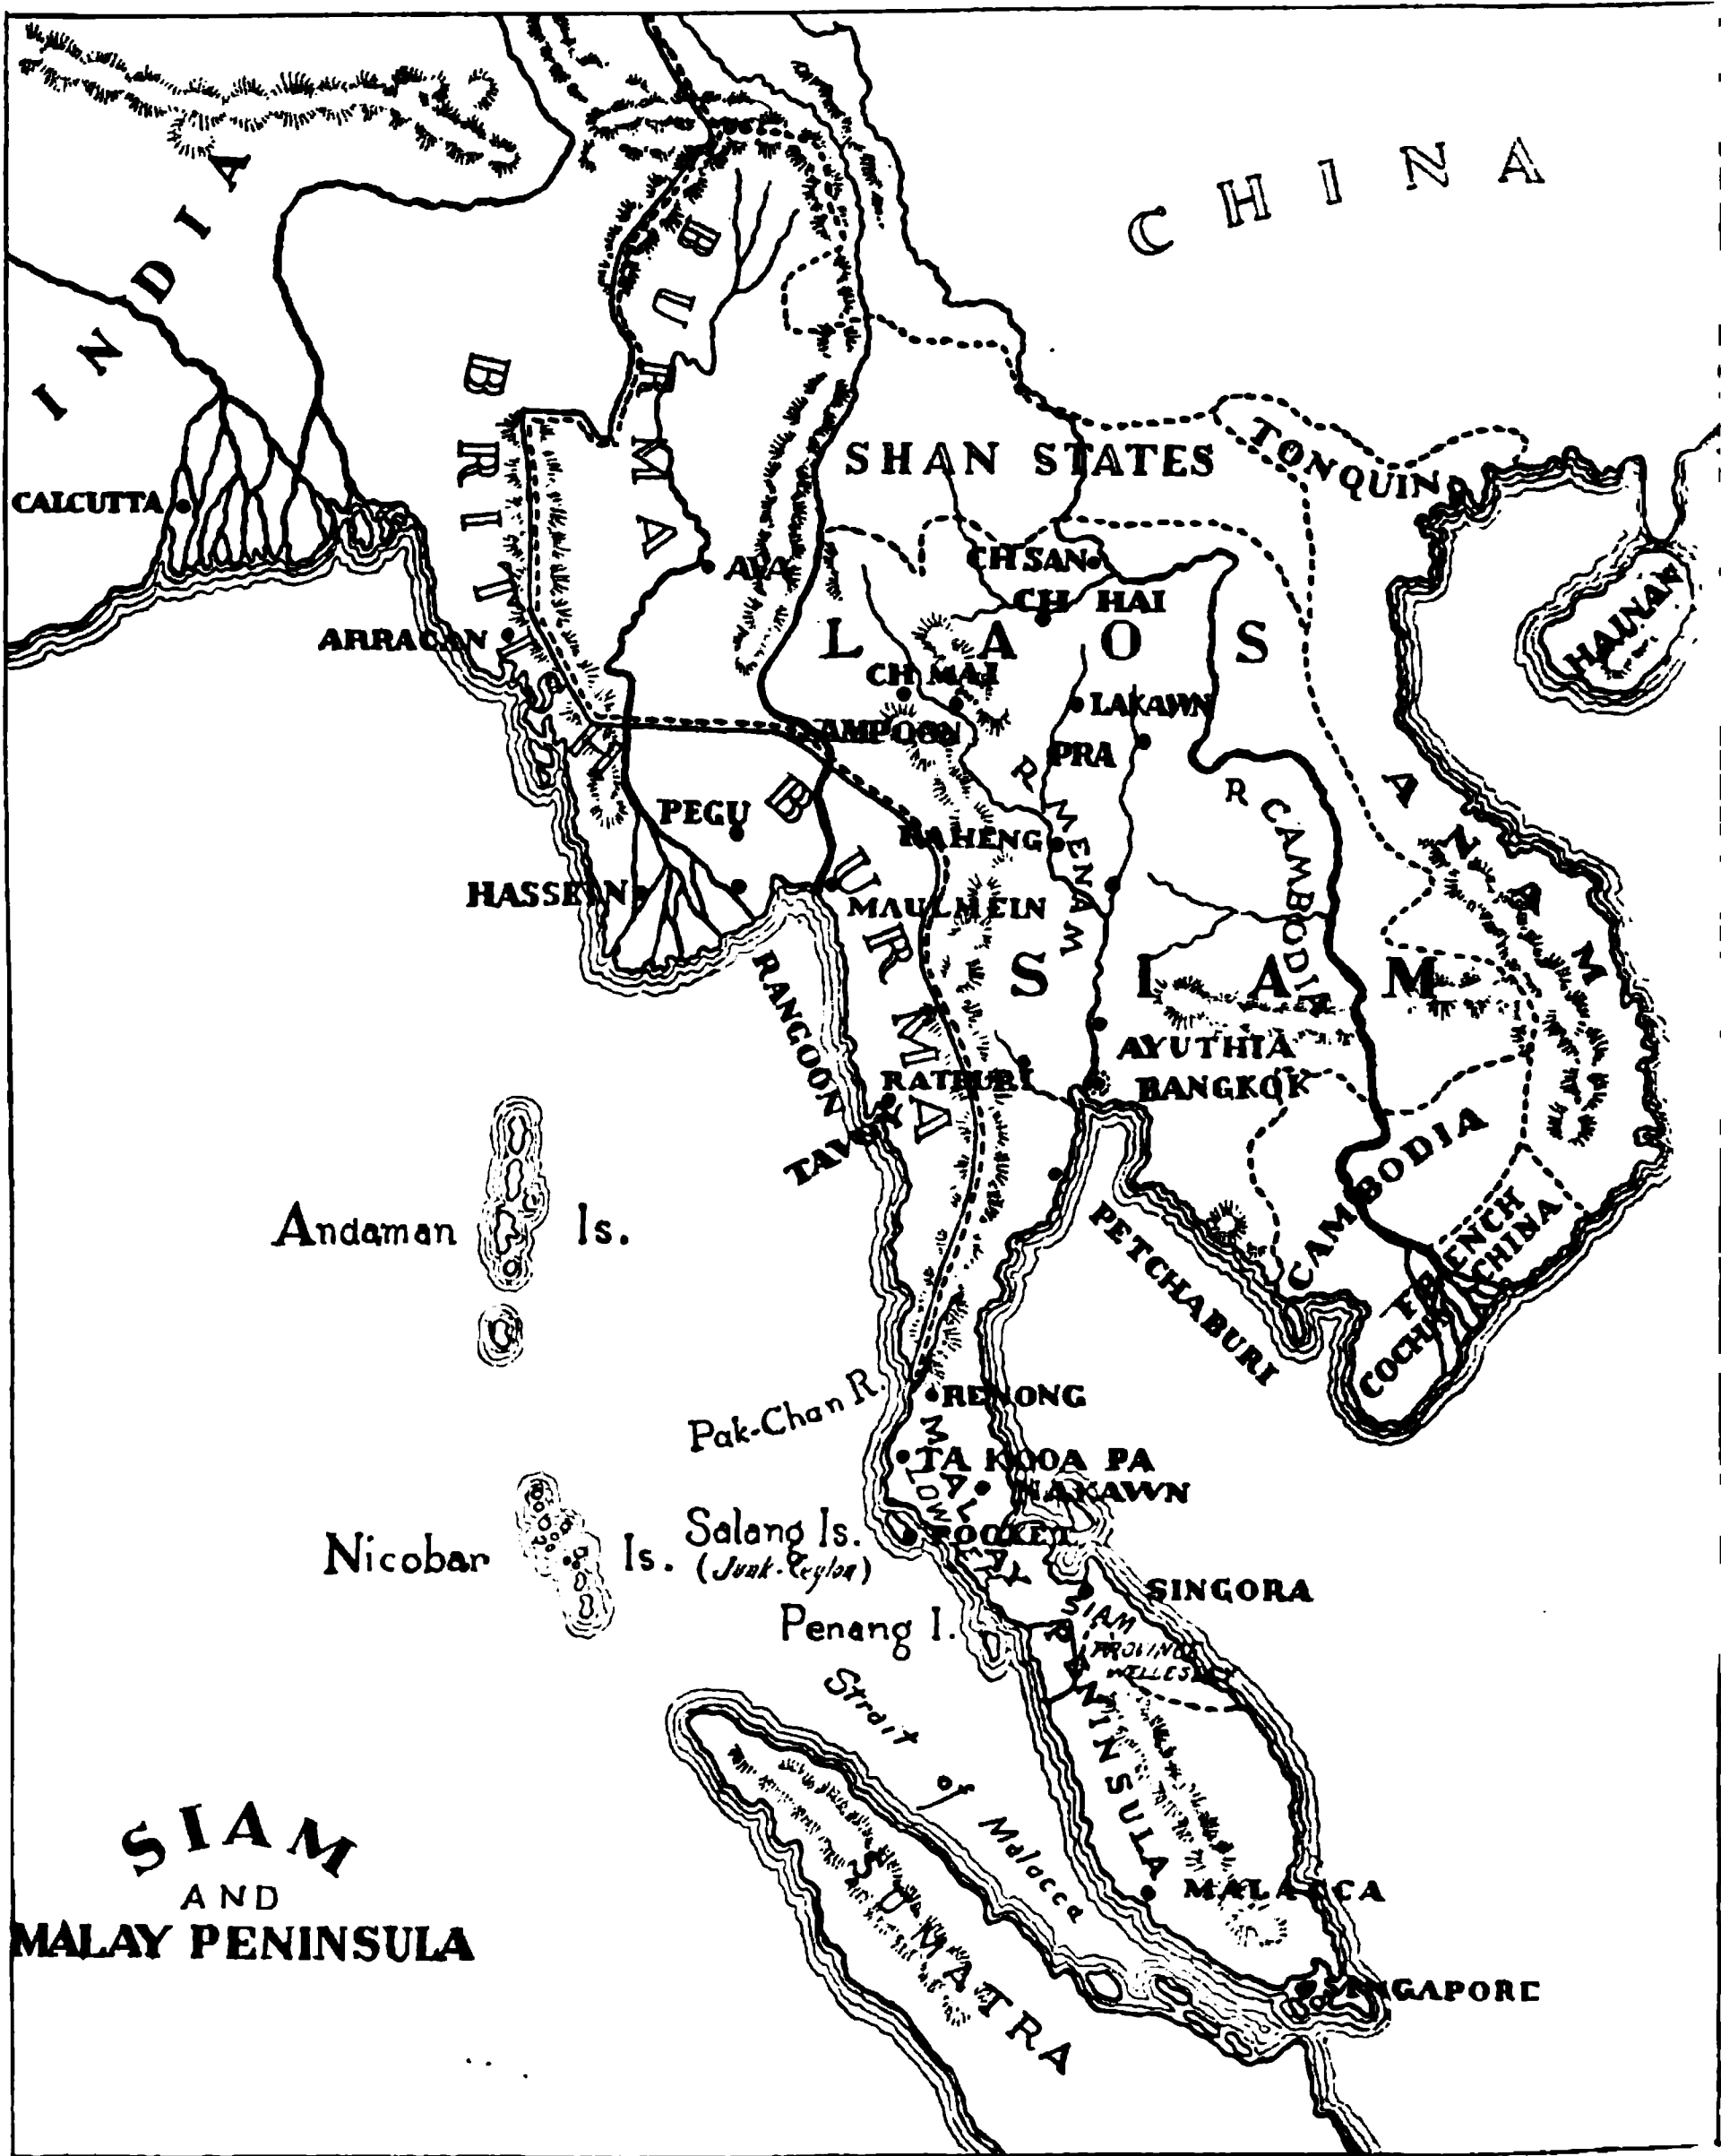 CHINA
INDIA
BURMA
BRITISH BURMA
SHAN STATES
TONQUIN
CALCUTTA
CH SAN
AVA
CH HAI
HAINAN
ARRACAN
LAOS
CH MAI
LAKAWN
LAMPOON
PRA
ANAM
R MENAM
R CAMBODIA
PEGU
RAHENG
HASSEIN
MAULMEIN
SIAM
RANGOON
AYUTHIA
RATBURI
BANGKOK
TAVOY
CAMBODIA
Andaman Is.
FRENCH
COCHIN CHINA
PETCHABURI
Pak-Chan R.
RENONG
TA KOOA PA
NAKAWN
MALAY PENINSULA
LOWER SIAM
Salang Is.
(Junk-Ceylon)
POOKET
Nicobar Is.
SINGORA
Penang I.
PROVINCE
WELLESLEY
Strait of Malacca
SIAM
AND
MALAY PENINSULA
MALACCA
SUMATRA
SINGAPORE